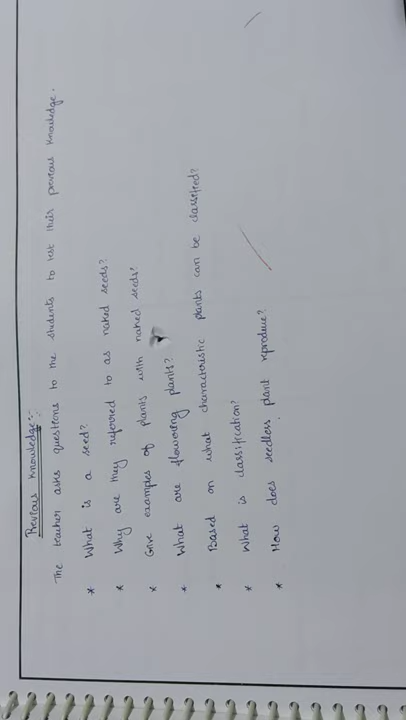 Previous Knowledge:-
The teacher asks questions to the students to test their previous knowledge.
* What is a seed?
* Why are they referred to as naked seeds?
* Give examples of plants with naked seeds?
* What are flowering plants?
* Based on what characteristic plants can be classified?
* What is classification?
* How does seedless plant reproduce?